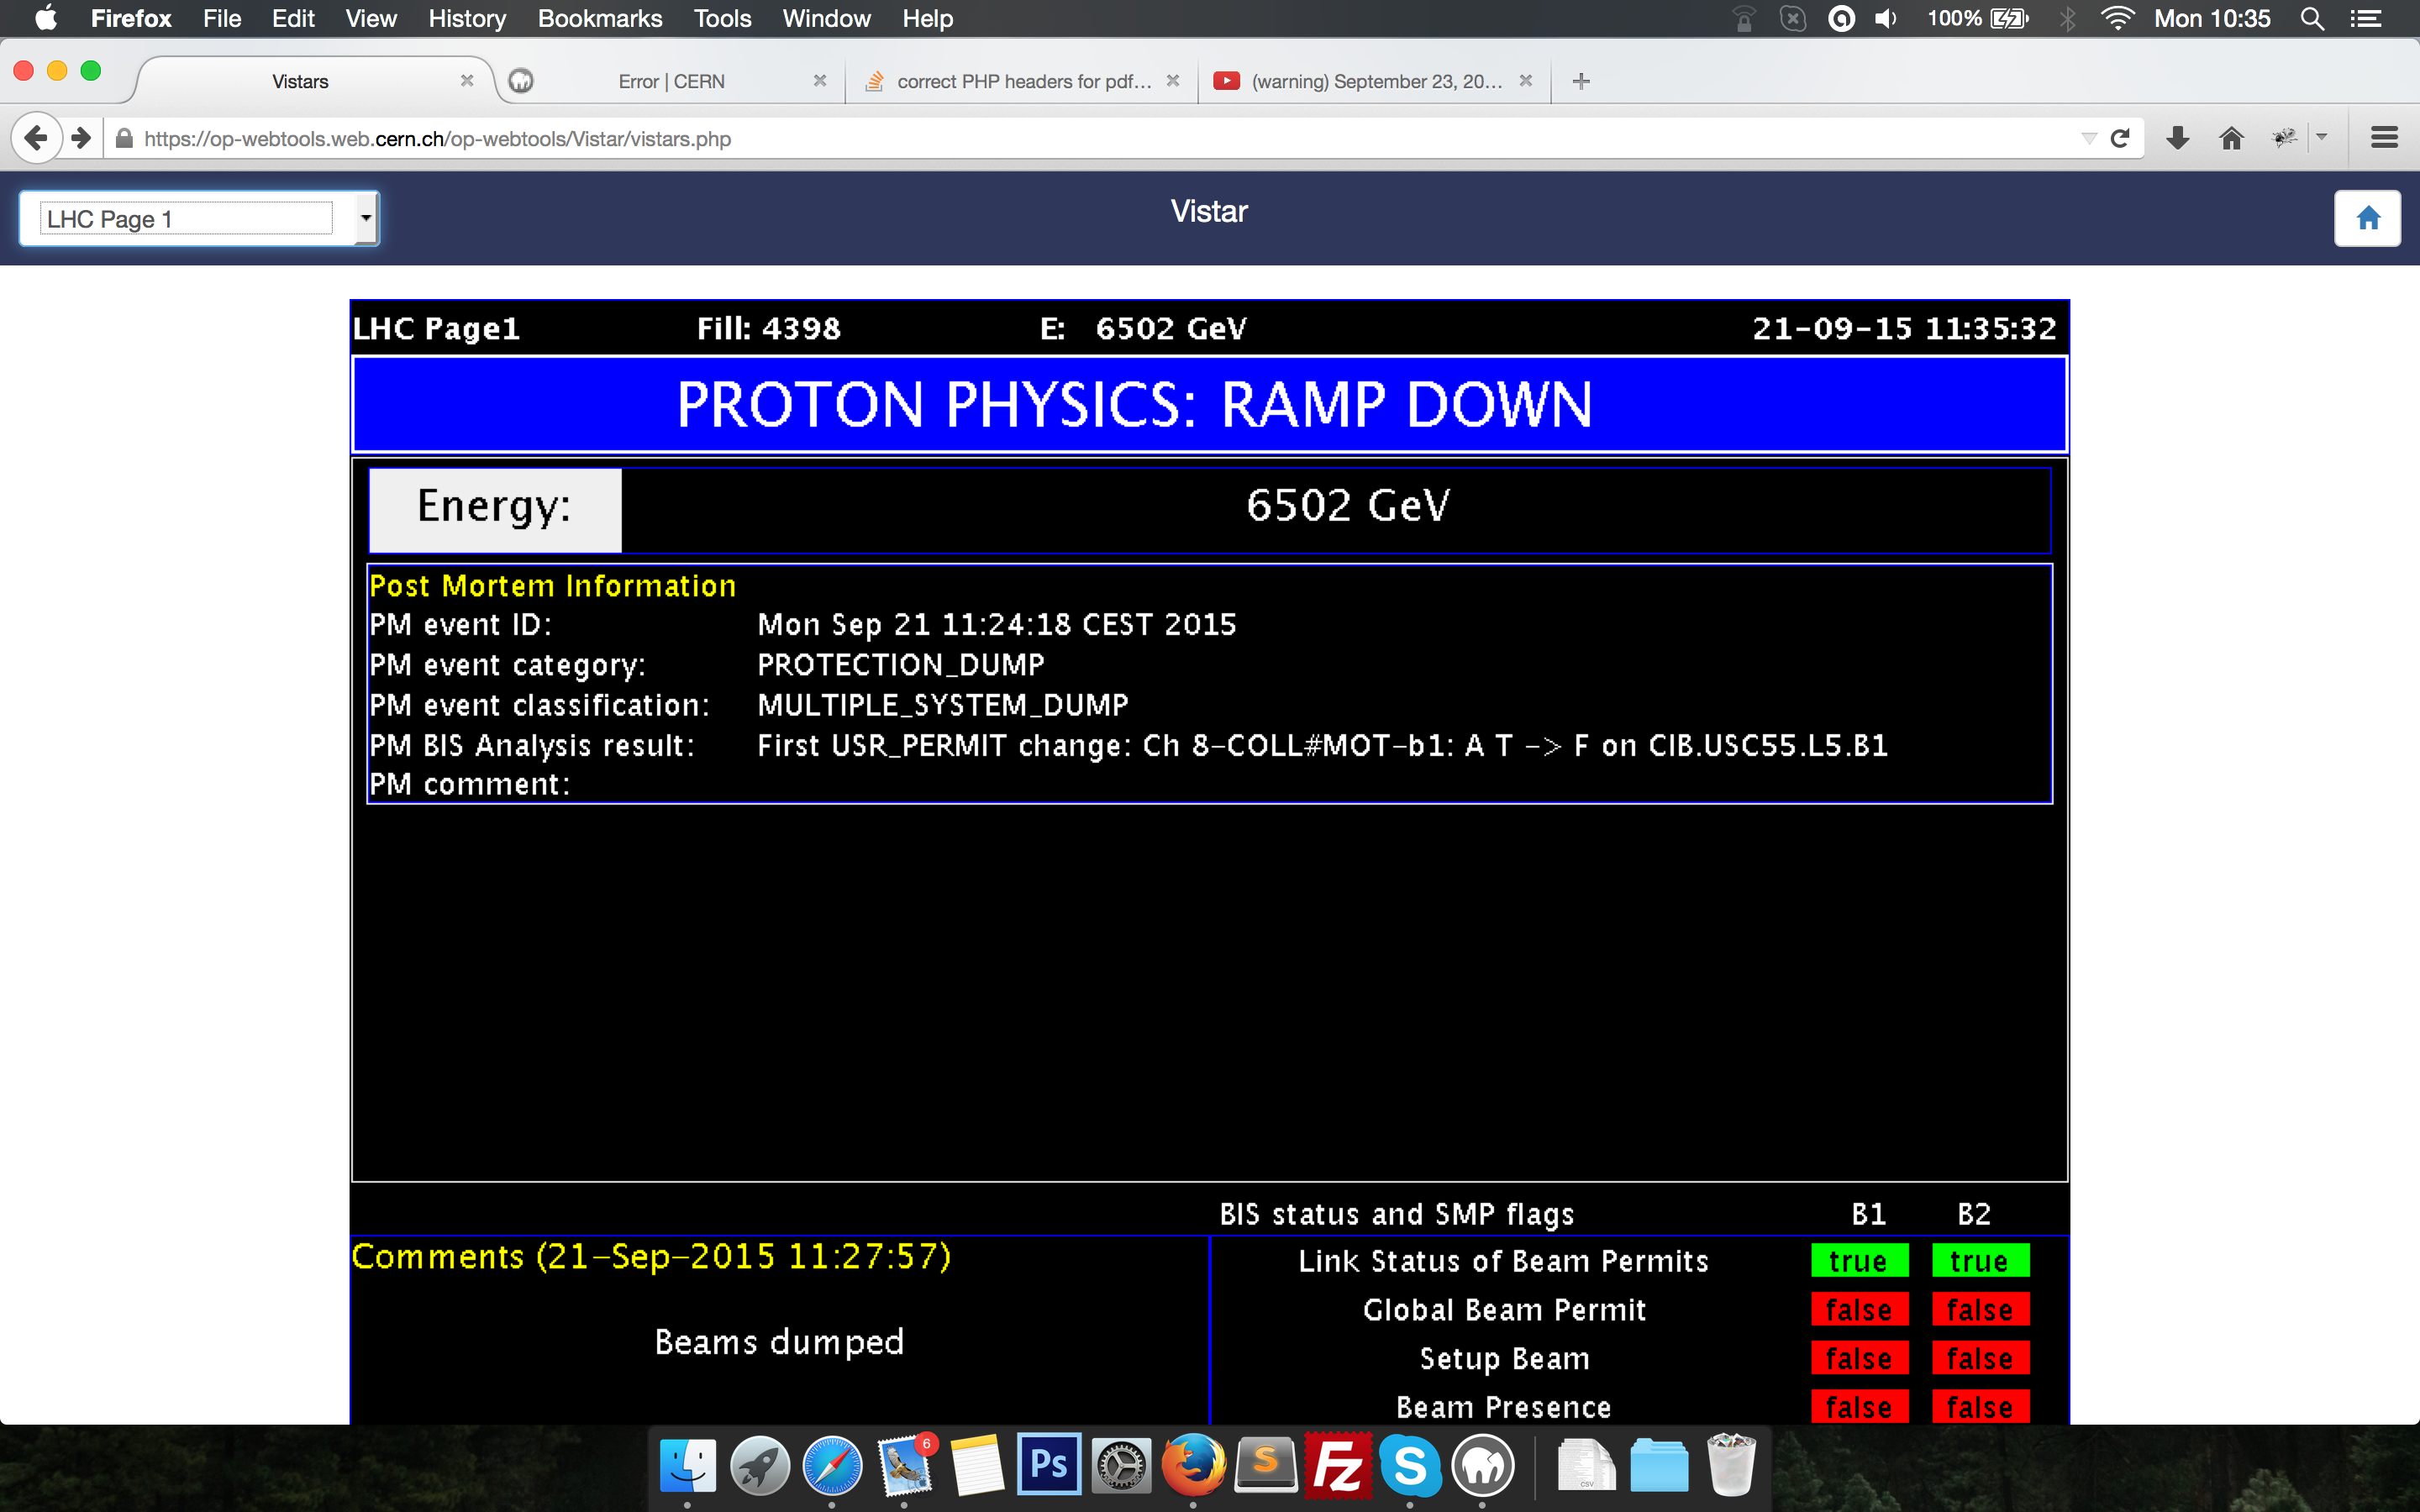 Firefox File Edit View History Bookmarks Tools Window Help 100% Mon 10:35
Vistars Error | CERN correct PHP headers for pdf... (warning) September 23, 20...
https://op-webtools.web.cern.ch/op-webtools/Vistar/vistars.php
LHC Page 1 Vistar
LHC Page1 Fill: 4398 E: 6502 GeV 21-09-15 11:35:32
PROTON PHYSICS: RAMP DOWN
Energy: 6502 GeV
Post Mortem Information
PM event ID: Mon Sep 21 11:24:18 CEST 2015
PM event category: PROTECTION_DUMP
PM event classification: MULTIPLE_SYSTEM_DUMP
PM BIS Analysis result: First USR_PERMIT change: Ch 8-COLL#MOT-b1: A T -> F on CIB.USC55.L5.B1
PM comment:
BIS status and SMP flags B1 B2
Comments (21-Sep-2015 11:27:57)
Beams dumped
Link Status of Beam Permits true true
Global Beam Permit false false
Setup Beam false false
Beam Presence false false
6
Ps
S
Fz
S
CSV